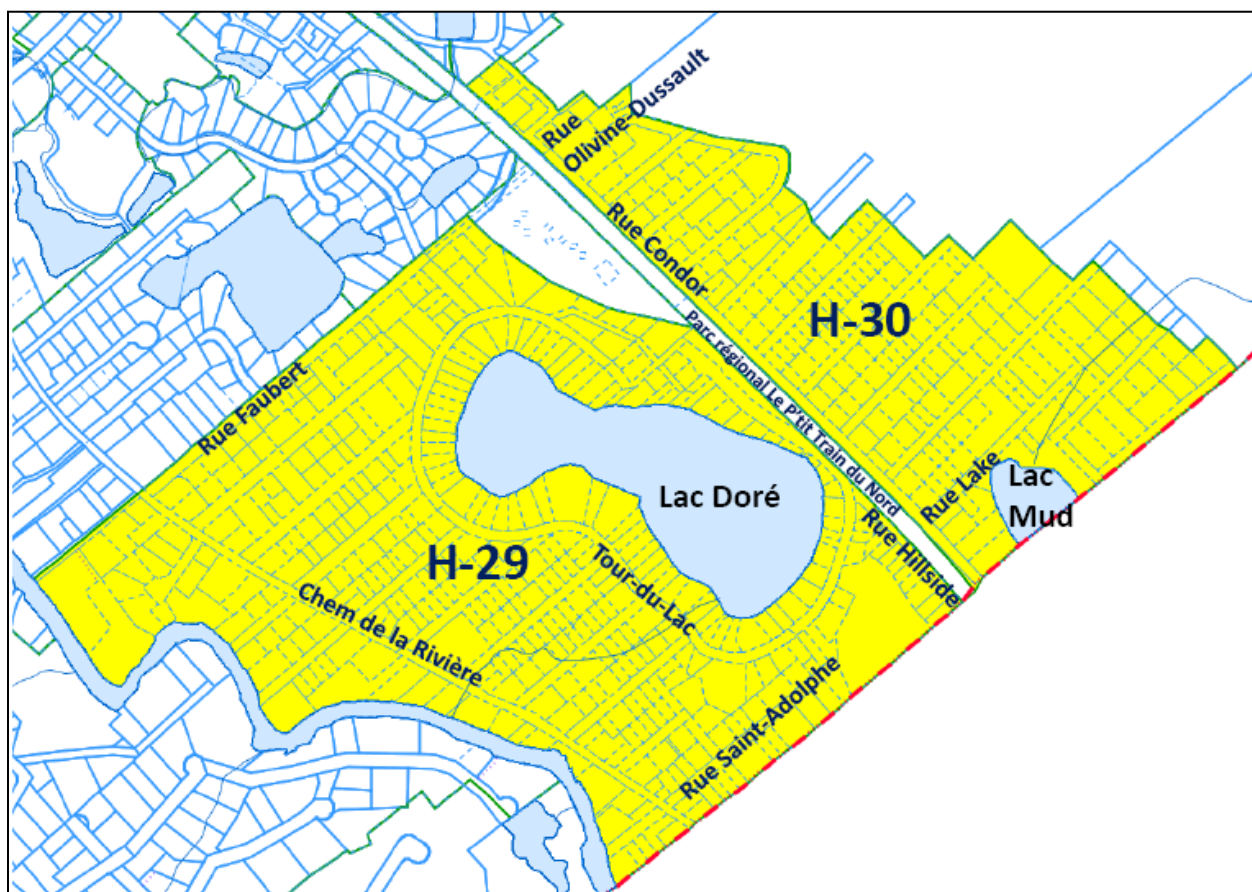 Rue
Olivine-Dussault
Rue Condor
H-30
Parc régional Le P'tit Train du Nord
Rue Faubert
Rue Lake
Lac
Mud
Lac Doré
Rue Hillside
H-29
Tour-du-Lac
Chem de la Rivière
Rue Saint-Adolphe